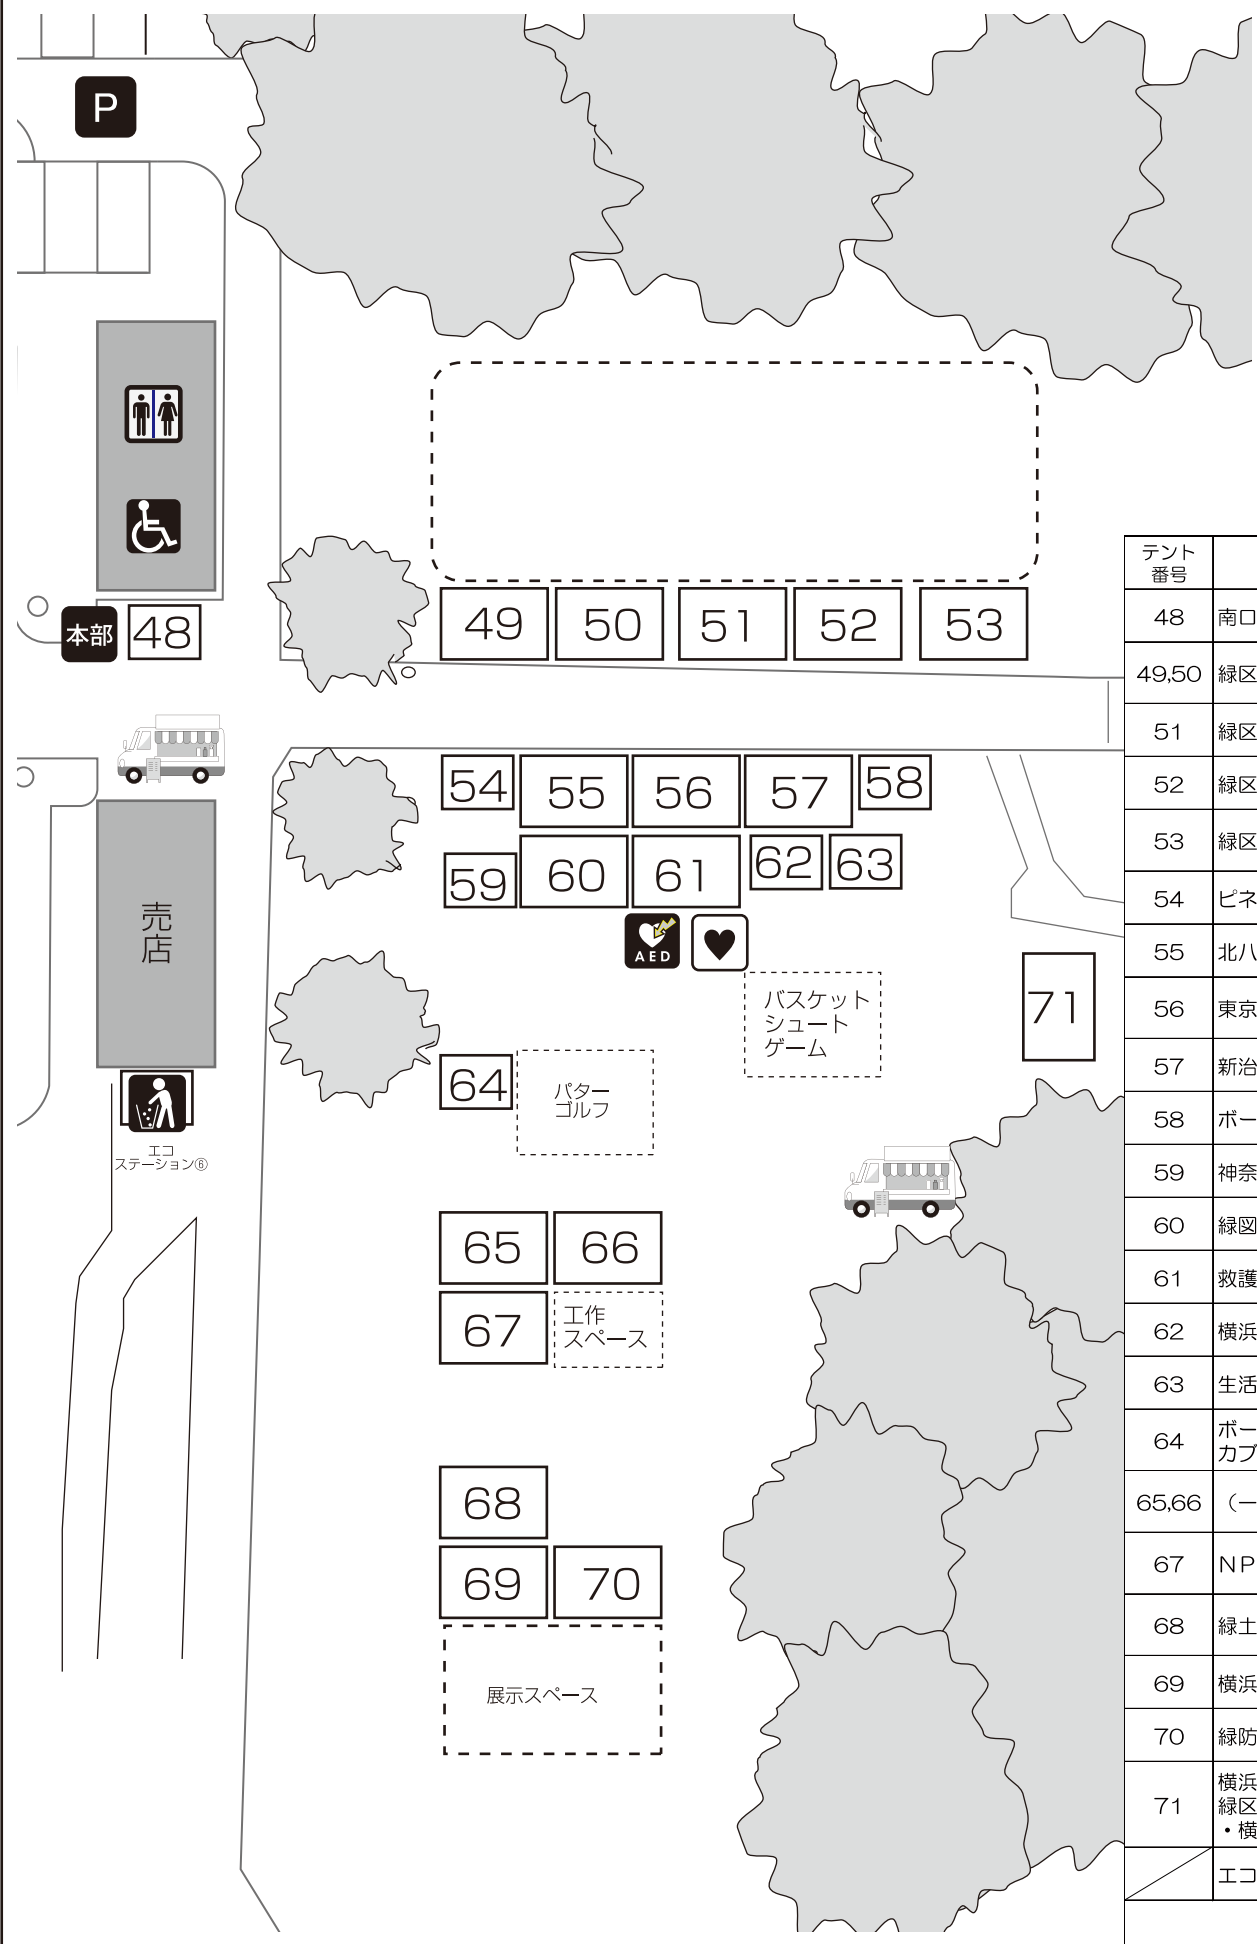 P
本部
48
49
50
51
52
53
54
55
56
57
58
59
60
61
62
63
AED
売店
バスケット
シュート
ゲーム
71
64
パター
ゴルフ
エコ
ステーション⑥
65
66
67
工作
スペース
68
69
70
展示スペース
テント
番号
48 南口
49,50 緑区
51 緑区
52 緑区
53 緑区
54 ピネ
55 北八
56 東京
57 新治
58 ボー
59 神奈
60 緑図
61 救護
62 横浜
63 生活
64 ボー
カブ
65,66 （一
67 ＮＰ
68 緑土
69 横浜
70 緑防
71 横浜
緑区
・横
エコ